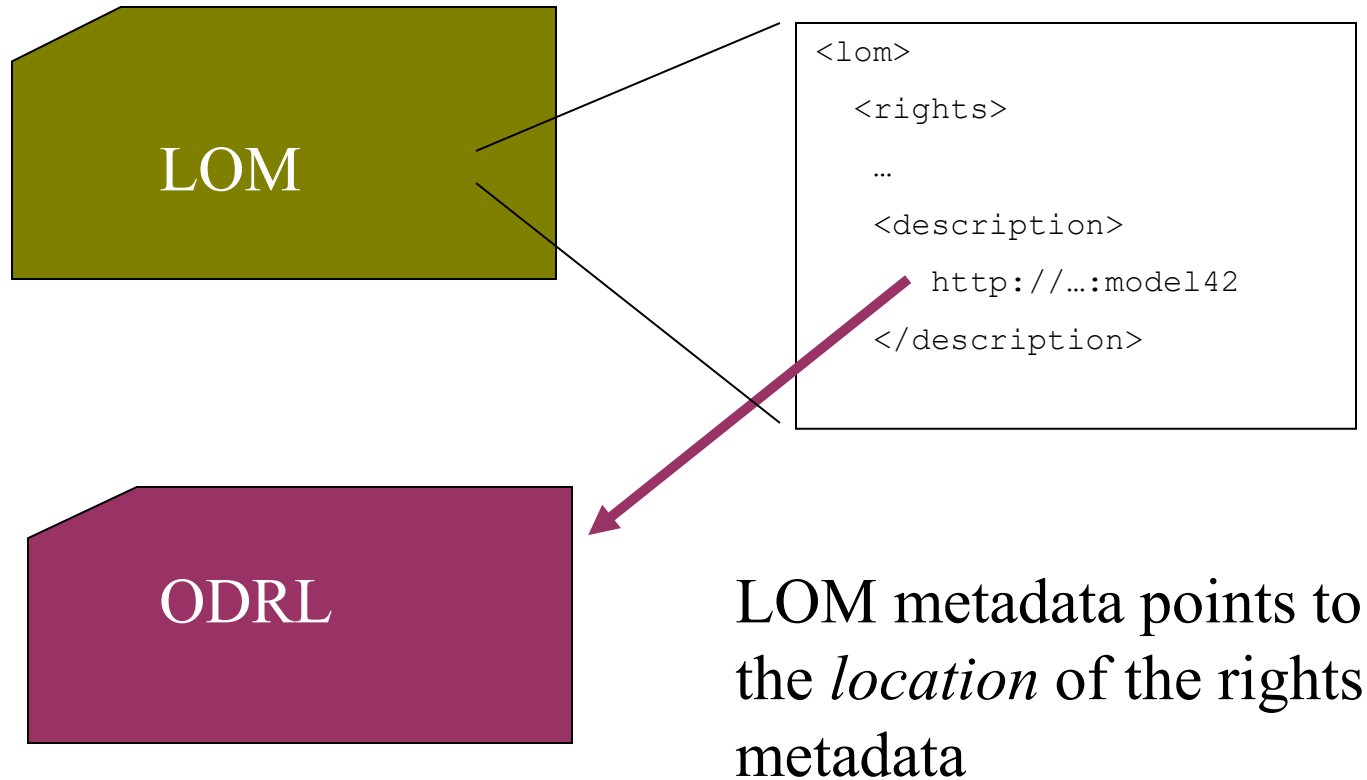 LOM
<lom>
<rights>
…
<description>
http://…:model42
</description>
ODRL
LOM metadata points to
the location of the rights
metadata